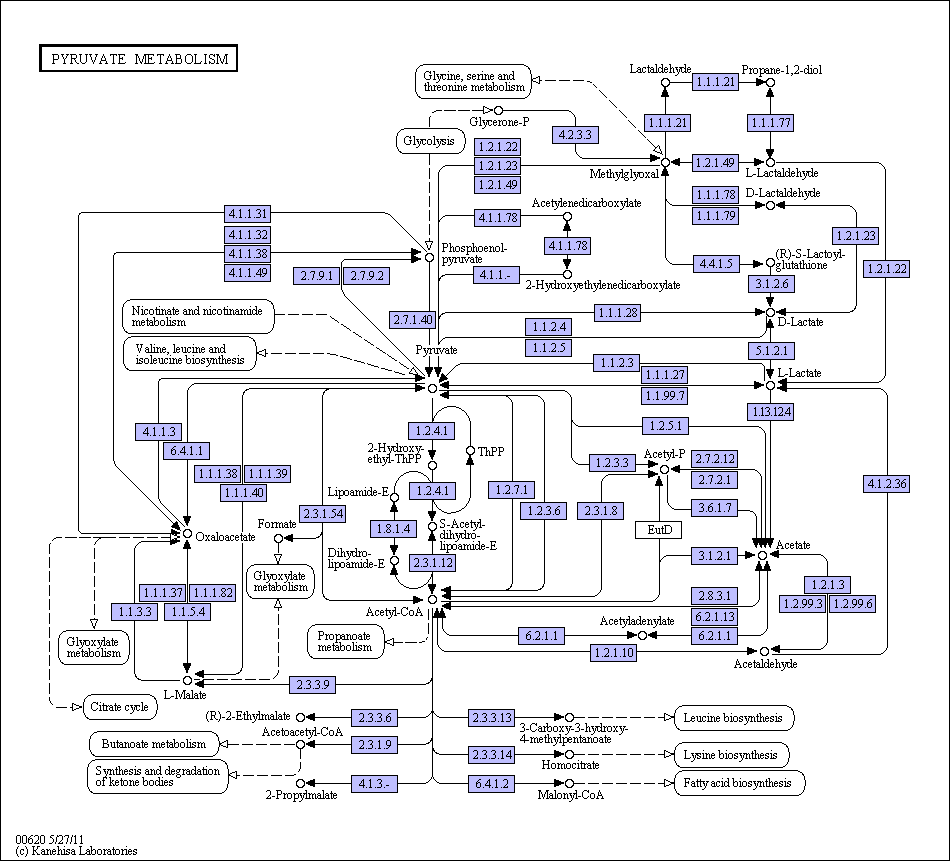 PYRUVATE METABOLISM
Glycine, serine and
threonine metabolism
Lactaldehyde
1.1.1.21
Propane-1,2-diol
Glycerone-P
4.2.3.3
1.1.1.21
1.1.1.77
Glycolysis
1.2.1.22
1.2.1.23
1.2.1.49
Methylglyoxal
1.2.1.49
L-Lactaldehyde
1.1.1.78
1.1.1.79
D-Lactaldehyde
Acetylenedicarboxylate
4.1.1.78
4.1.1.78
4.1.1.-
2-Hydroxyethylenedicarboxylate
1.2.1.23
1.2.1.22
4.1.1.31
4.1.1.32
4.1.1.38
4.1.1.49
Phosphoenol-
pyruvate
2.7.9.1
2.7.9.2
4.4.1.5
(R)-S-Lactoyl-
glutathione
3.1.2.6
Nicotinate and nicotinamide
metabolism
2.7.1.40
1.1.1.28
D-Lactate
1.1.2.4
1.1.2.5
Valine, leucine and
isoleucine biosynthesis
Pyruvate
5.1.2.1
1.1.2.3
1.1.1.27
1.1.99.7
L-Lactate
1.13.12.4
4.1.1.3
6.4.1.1
1.2.4.1
1.2.5.1
2-Hydroxy-
ethyl-ThPP
ThPP
Acetyl-P
1.2.3.3
2.7.2.12
2.7.2.1
1.1.1.38
1.1.1.39
1.1.1.40
Lipoamide-E
1.2.4.1
1.2.7.1
1.2.3.6
2.3.1.8
3.6.1.7
4.1.2.36
2.3.1.54
Formate
1.8.1.4
S-Acetyl-
dihydro-
lipoamide-E
EutD
Oxaloacetate
Dihydro-
lipoamide-E
2.3.1.12
Acetate
3.1.2.1
Glyoxylate
metabolism
1.1.1.37
1.1.1.82
1.1.3.3
1.1.5.4
Acetyl-CoA
2.8.3.1
6.2.1.13
1.2.1.3
1.2.99.3
1.2.99.6
Glyoxylate
metabolism
Propanoate
metabolism
6.2.1.1
Acetyladenylate
6.2.1.1
1.2.1.10
Acetaldehyde
L-Malate
2.3.3.9
Citrate cycle
(R)-2-Ethylmalate
2.3.3.6
2.3.3.13
3-Carboxy-3-hydroxy-
4-methylpentanoate
Leucine biosynthesis
Butanoate metabolism
Acetoacetyl-CoA
2.3.1.9
2.3.3.14
Homocitrate
Lysine biosynthesis
Synthesis and degradation
of ketone bodies
2-Propylmalate
4.1.3.-
6.4.1.2
Malonyl-CoA
Fatty acid biosynthesis
00620 5/27/11
(c) Kanehisa Laboratories